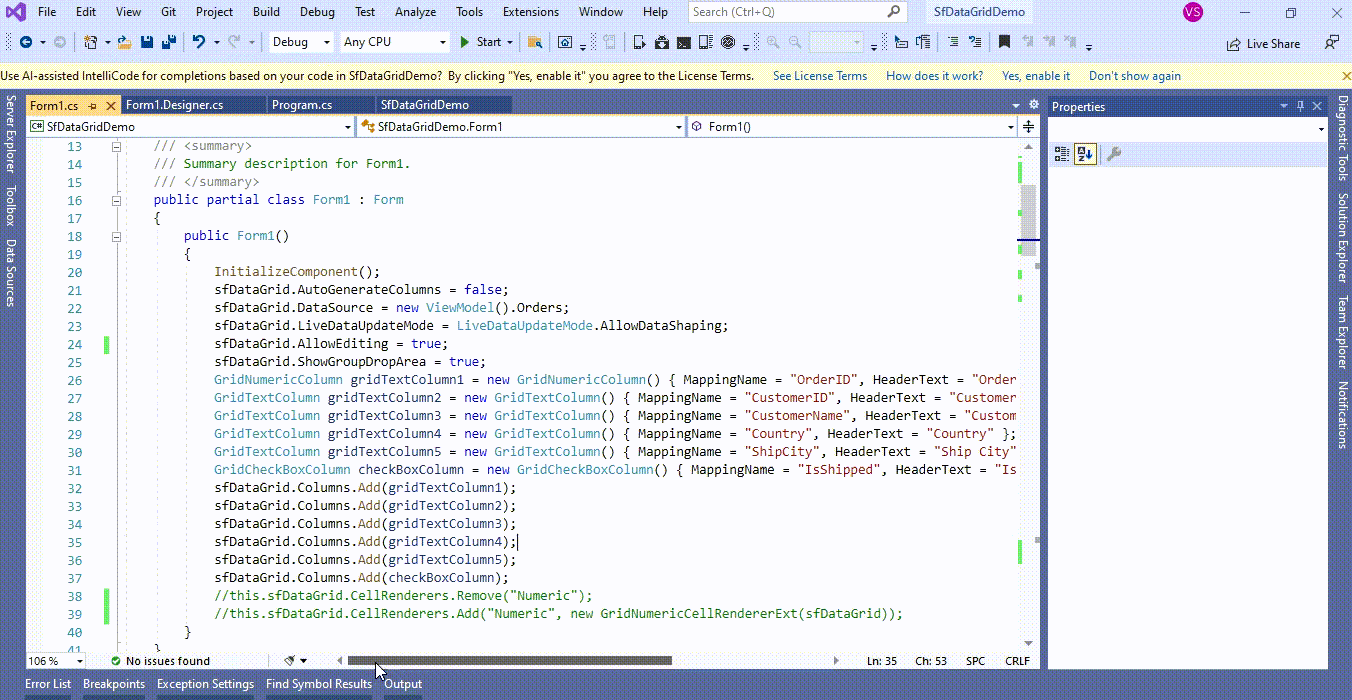 File Edit View Git Project Build Debug Test Analyze Tools Extensions Window Help Search (Ctrl+Q) SfDataGridDemo VS
Debug Any CPU Start Live Share
Use AI-assisted IntelliCode for completions based on your code in SfDataGridDemo? By clicking "Yes, enable it" you agree to the License Terms. See License Terms How does it work? Yes, enable it Don't show again
Form1.cs Form1.Designer.cs Program.cs SfDataGridDemo
Properties
C# SfDataGridDemo SfDataGridDemo.Form1 Form1()
13 /// <summary>
14 /// Summary description for Form1.
15 /// </summary>
16 public partial class Form1 : Form
17 {
18 public Form1()
19 {
20 InitializeComponent();
21 sfDataGrid.AutoGenerateColumns = false;
22 sfDataGrid.DataSource = new ViewModel().Orders;
23 sfDataGrid.LiveDataUpdateMode = LiveDataUpdateMode.AllowDataShaping;
24 sfDataGrid.AllowEditing = true;
25 sfDataGrid.ShowGroupDropArea = true;
26 GridNumericColumn gridTextColumn1 = new GridNumericColumn() { MappingName = "OrderID", HeaderText = "Order
27 GridTextColumn gridTextColumn2 = new GridTextColumn() { MappingName = "CustomerID", HeaderText = "Customer
28 GridTextColumn gridTextColumn3 = new GridTextColumn() { MappingName = "CustomerName", HeaderText = "Custom
29 GridTextColumn gridTextColumn4 = new GridTextColumn() { MappingName = "Country", HeaderText = "Country" };
30 GridTextColumn gridTextColumn5 = new GridTextColumn() { MappingName = "ShipCity", HeaderText = "Ship City"
31 GridCheckBoxColumn checkBoxColumn = new GridCheckBoxColumn() { MappingName = "IsShipped", HeaderText = "Is
32 sfDataGrid.Columns.Add(gridTextColumn1);
33 sfDataGrid.Columns.Add(gridTextColumn2);
34 sfDataGrid.Columns.Add(gridTextColumn3);
35 sfDataGrid.Columns.Add(gridTextColumn4);
36 sfDataGrid.Columns.Add(gridTextColumn5);
37 sfDataGrid.Columns.Add(checkBoxColumn);
38 //this.sfDataGrid.CellRenderers.Remove("Numeric");
39 //this.sfDataGrid.CellRenderers.Add("Numeric", new GridNumericCellRendererExt(sfDataGrid));
40 }
41 }
106 % No issues found Ln: 35 Ch: 53 SPC CRLF
Error List Breakpoints Exception Settings Find Symbol Results Output
Server Explorer
Toolbox
Data Sources
Diagnostic Tools
Solution Explorer
Team Explorer
Notifications